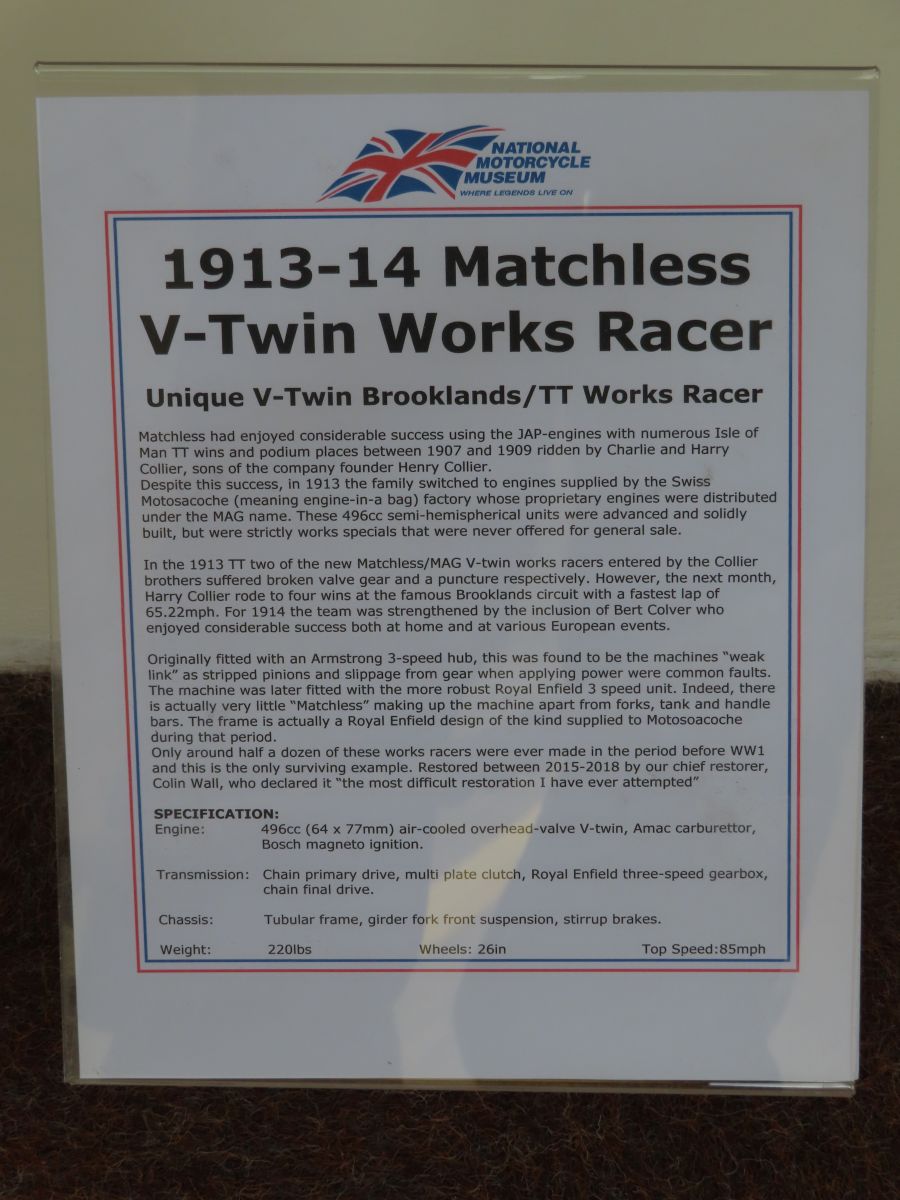 NATIONAL
MOTORCYCLE
MUSEUM
WHERE LEGENDS LIVE ON
1913-14 Matchless
V-Twin Works Racer
Unique V-Twin Brooklands/TT Works Racer
Matchless had enjoyed considerable success using the JAP-engines with numerous Isle of
Man TT wins and podium places between 1907 and 1909 ridden by Charlie and Harry
Collier, sons of the company founder Henry Collier.
Despite this success, in 1913 the family switched to engines supplied by the Swiss
Motosacoche (meaning engine-in-a bag) factory whose proprietary engines were distributed
under the MAG name. These 496cc semi-hemispherical units were advanced and solidly
built, but were strictly works specials that were never offered for general sale.
In the 1913 TT two of the new Matchless/MAG V-twin works racers entered by the Collier
brothers suffered broken valve gear and a puncture respectively. However, the next month,
Harry Collier rode to four wins at the famous Brooklands circuit with a fastest lap of
65.22mph. For 1914 the team was strengthened by the inclusion of Bert Colver who
enjoyed considerable success both at home and at various European events.
Originally fitted with an Armstrong 3-speed hub, this was found to be the machines “weak
link” as stripped pinions and slippage from gear when applying power were common faults.
The machine was later fitted with the more robust Royal Enfield 3 speed unit. Indeed, there
is actually very little “Matchless” making up the machine apart from forks, tank and handle
bars. The frame is actually a Royal Enfield design of the kind supplied to Motosoacoche
during that period.
Only around half a dozen of these works racers were ever made in the period before WW1
and this is the only surviving example. Restored between 2015-2018 by our chief restorer,
Colin Wall, who declared it “the most difficult restoration I have ever attempted”
SPECIFICATION:
Engine: 496cc (64 x 77mm) air-cooled overhead-valve V-twin, Amac carburettor,
Bosch magneto ignition.
Transmission: Chain primary drive, multi plate clutch, Royal Enfield three-speed gearbox,
chain final drive.
Chassis: Tubular frame, girder fork front suspension, stirrup brakes.
Weight: 220lbs Wheels: 26in Top Speed:85mph